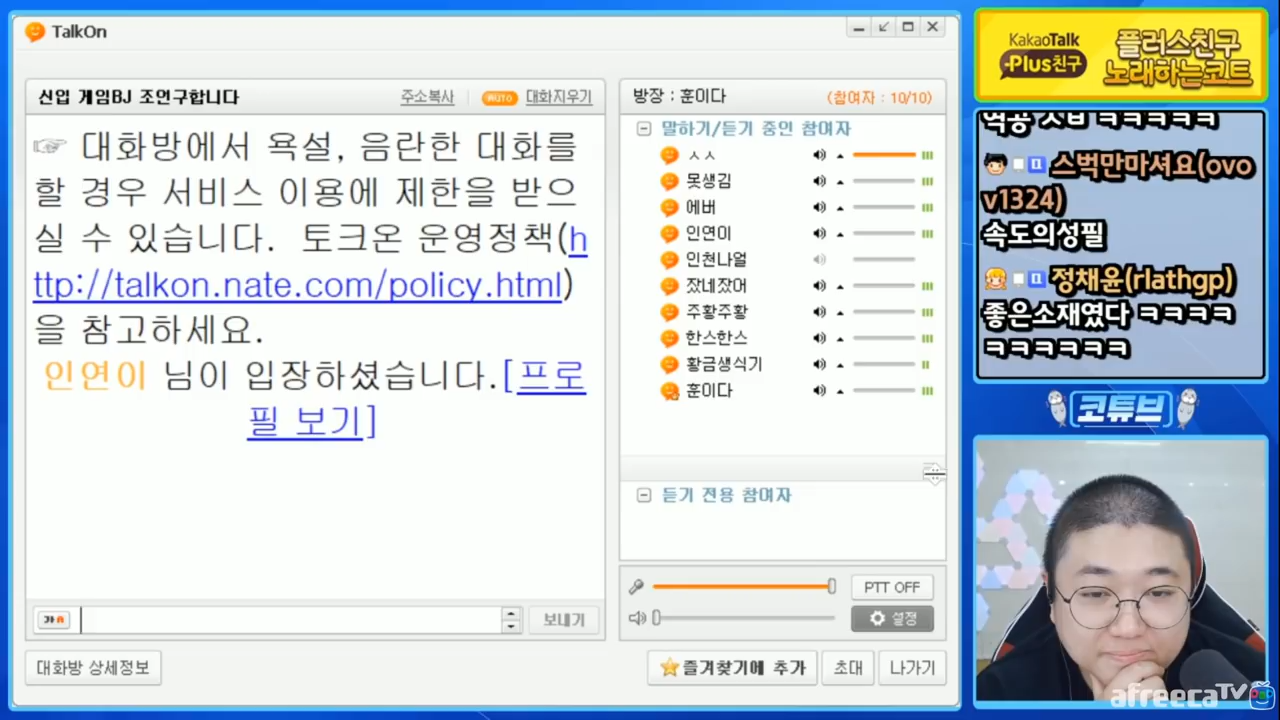 TalkOn
신입 게임BJ 조연구합니다
주소복사
AUTO 대화지우기
☞ 대화방에서 욕설, 음란한 대화를
할 경우 서비스 이용에 제한을 받으
실 수 있습니다. 토크온 운영정책(h
ttp://talkon.nate.com/policy.html)
을 참고하세요.
인연이 님이 입장하셨습니다.[프로
필 보기]
가
보내기
대화방 상세정보
방장 : 훈이다
(참여자 : 10/10)
말하기/듣기 중인 참여자
ㅅㅅ
못생김
에버
인연이
인천나얼
잣네잣어
주황주황
한스한스
황금생식기
훈이다
듣기 전용 참여자
PTT OFF
설정
즐겨찾기에 추가
초대
나가기
KakaoTalk
Plus친구
플러스친구
노래하는코트
ㅋㅋㅋㅋㅋ
스벅만마셔요(ovo
v1324)
속도의성필
정채윤(rlathgp)
좋은소재였다 ㅋㅋㅋㅋ
ㅋㅋㅋㅋㅋㅋ
코튜브
afreecaTV